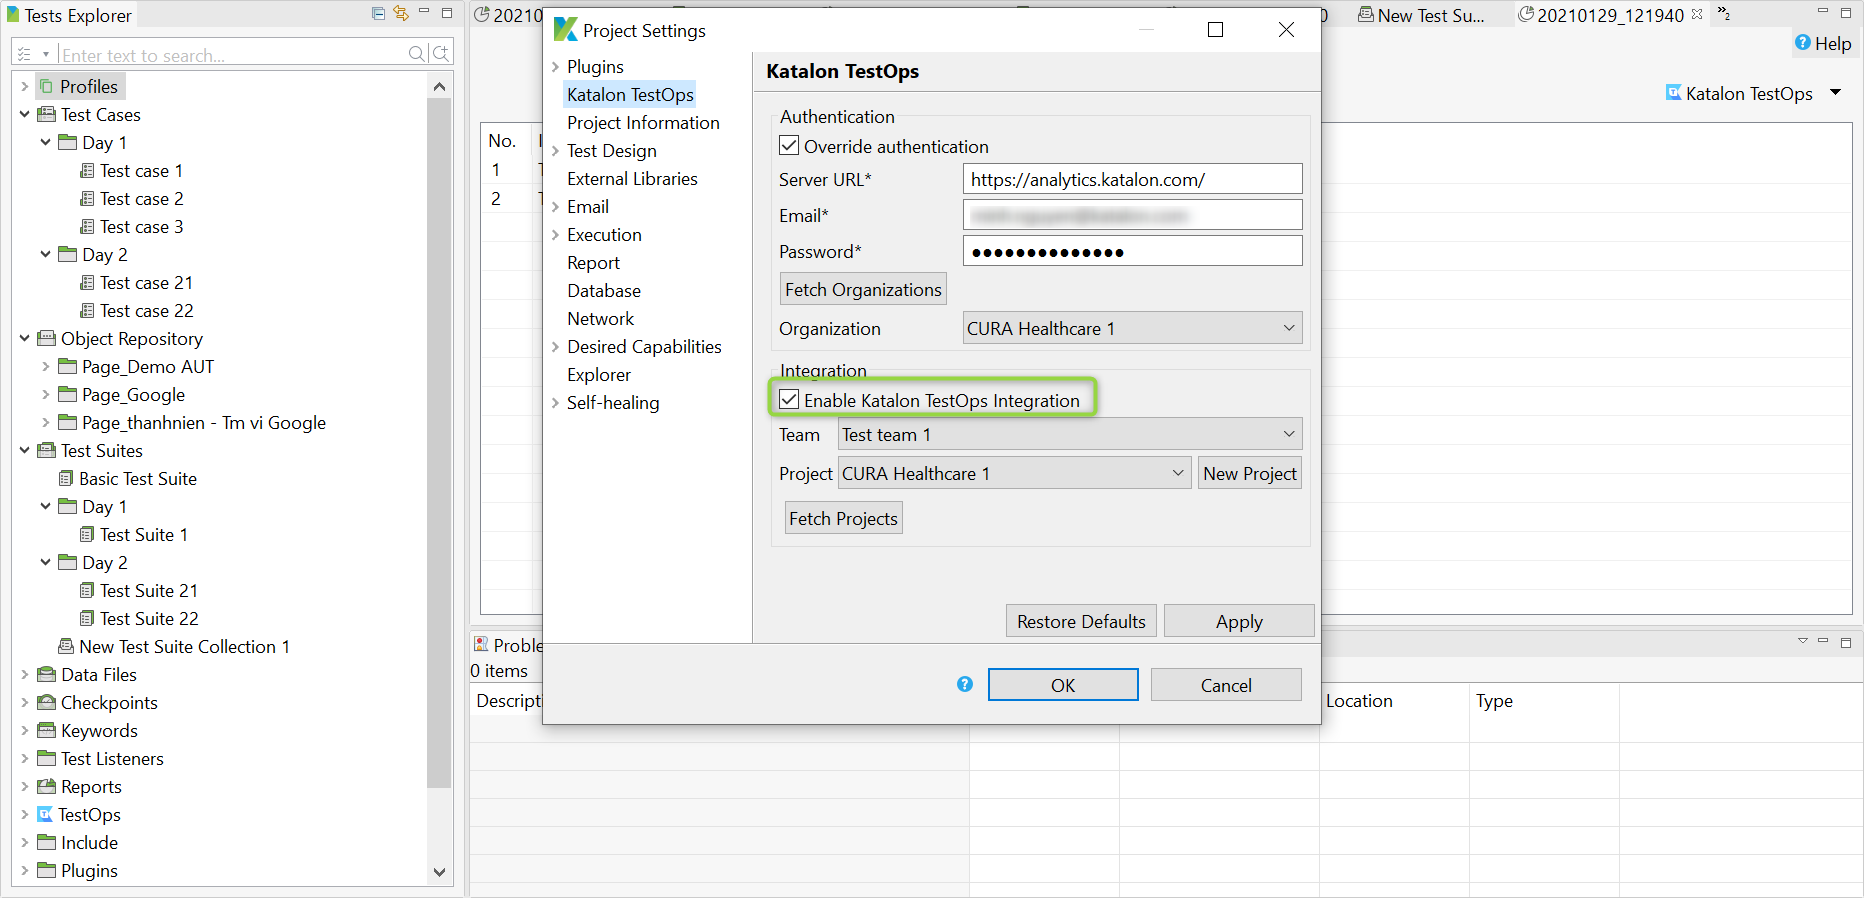 Tests Explorer
Enter text to search...
Profiles
Test Cases
Day 1
Test case 1
Test case 2
Test case 3
Day 2
Test case 21
Test case 22
Object Repository
Page_Demo AUT
Page_Google
Page_thanhnien - Tm vi Google
Test Suites
Basic Test Suite
Day 1
Test Suite 1
Day 2
Test Suite 21
Test Suite 22
New Test Suite Collection 1
Data Files
Checkpoints
Keywords
Test Listeners
Reports
TestOps
Include
Plugins
New Test Su...
20210129_121940
2
Help
Katalon TestOps
No.
1
2
Project Settings
Plugins
Katalon TestOps
Project Information
Test Design
External Libraries
Email
Execution
Report
Database
Network
Desired Capabilities
Explorer
Self-healing
Katalon TestOps
Authentication
Override authentication
Server URL* https://analytics.katalon.com/
Email*
Password*
Fetch Organizations
Organization CURA Healthcare 1
Integration
Enable Katalon TestOps Integration
Team Test team 1
Project CURA Healthcare 1 New Project
Fetch Projects
Restore Defaults Apply
OK Cancel
0 items
Location Type